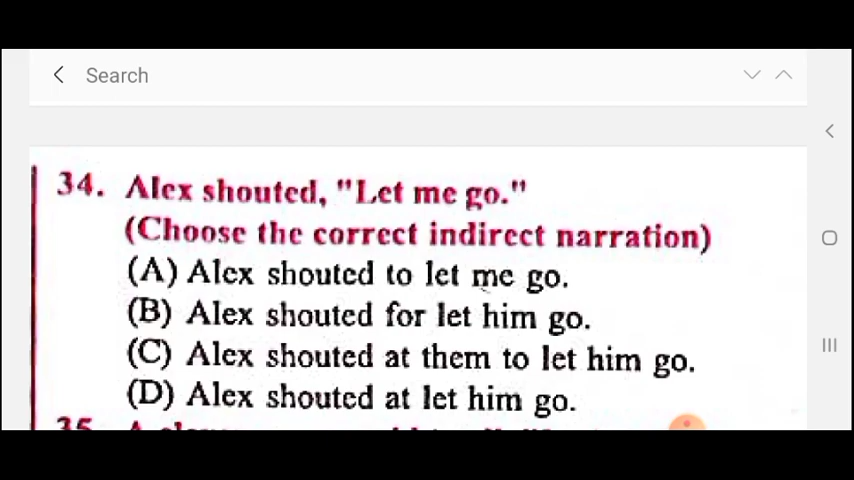 Search
34. Alex shouted, "Let me go."
(Choose the correct indirect narration)
(A) Alex shouted to let me go.
(B) Alex shouted for let him go.
(C) Alex shouted at them to let him go.
(D) Alex shouted at let him go.
35.